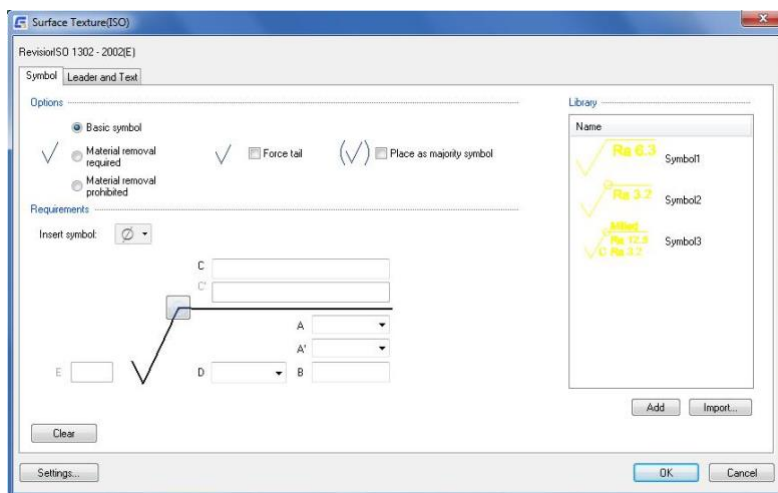 Surface Texture(ISO)
RevisionISO 1302 - 2002(E)
Symbol
Leader and Text
Options
Library
Basic symbol
Material removal
required
Material removal
prohibited
Force tail
Place as majority symbol
Name
Ra 6.3
Symbol1
Ra 3.2
Symbol2
Milled
Ra 12.5
Ra 3.2
Symbol3
Requirements
Insert symbol:
C
C'
A
A'
E
D
B
Add
Import...
Clear
Settings...
OK
Cancel